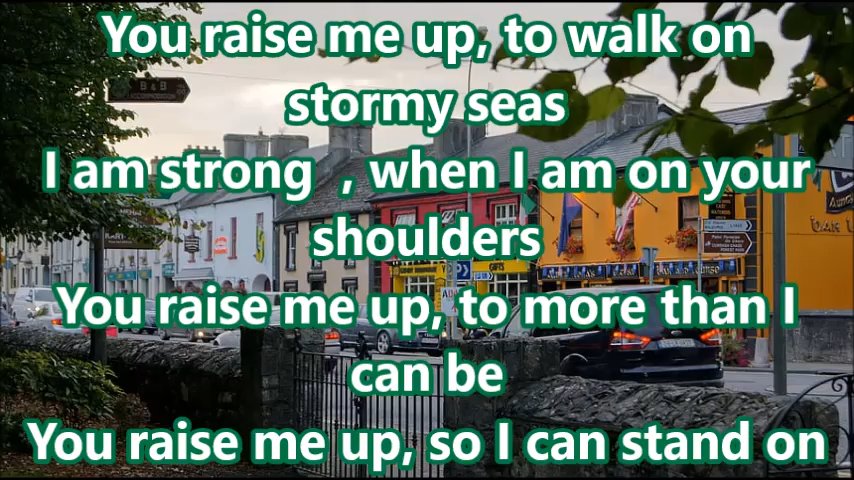 You raise me up, to walk on
stormy seas
I am strong , when I am on your
shoulders
You raise me up, to more than I
can be
You raise me up, so I can stand on
B & B